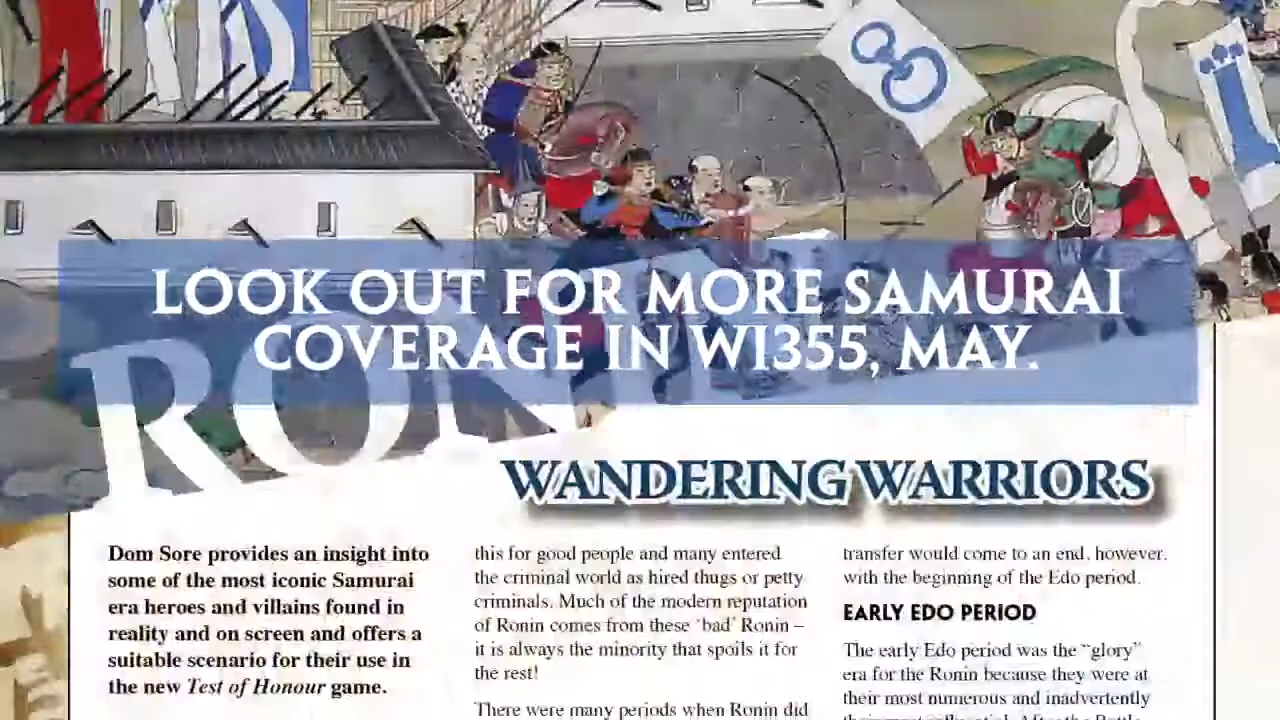 LOOK OUT FOR MORE SAMURAI
COVERAGE IN WI355, MAY.
WANDERING WARRIORS
Dom Sore provides an insight into
some of the most iconic Samurai
era heroes and villains found in
reality and on screen and offers a
suitable scenario for their use in
the new Test of Honour game.
this for good people and many entered
the criminal world as hired thugs or petty
criminals. Much of the modern reputation
of Ronin comes from these ‘bad’ Ronin –
it is always the minority that spoils it for
the rest!
There were many periods when Ronin did
transfer would come to an end, however,
with the beginning of the Edo period.
EARLY EDO PERIOD
The early Edo period was the “glory”
era for the Ronin because they were at
their most numerous and inadvertently